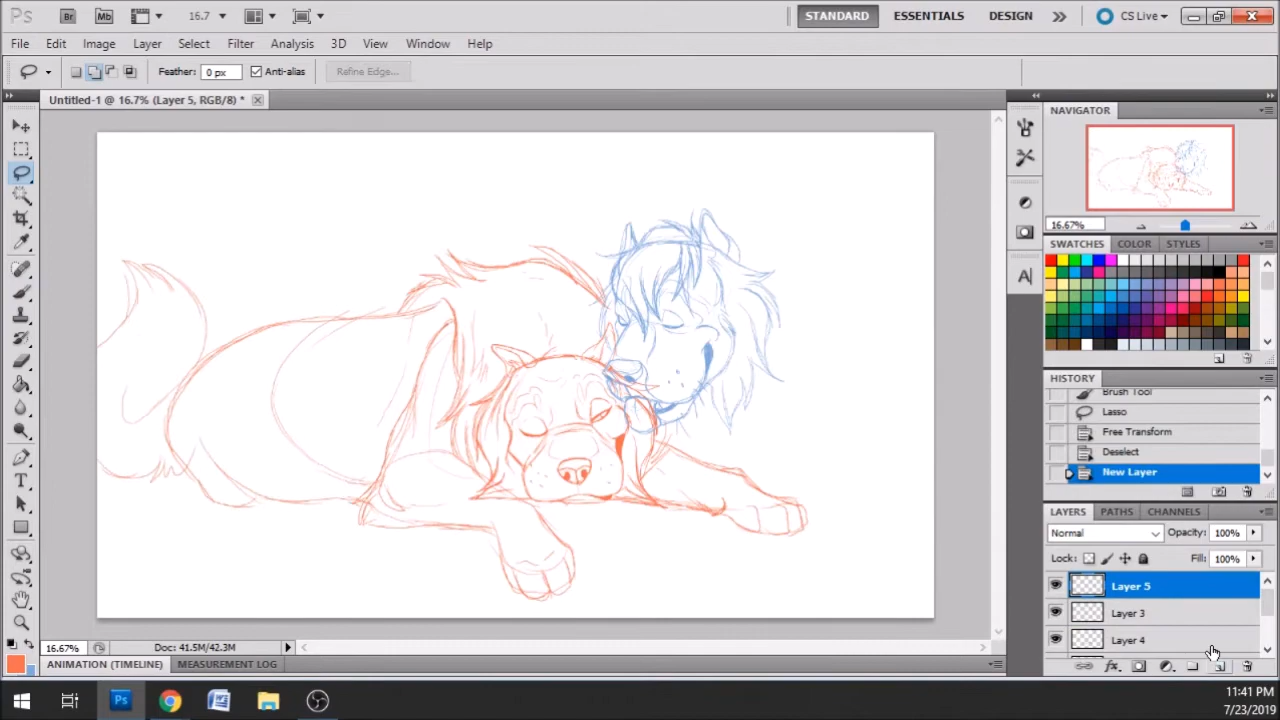 Ps Br Mb 16.7 STANDARD ESSENTIALS DESIGN CS Live
File Edit Image Layer Select Filter Analysis 3D View Window Help
Feather: 0 px Anti-alias Refine Edge...
Untitled-1 @ 16.7% (Layer 5, RGB/8) *
NAVIGATOR
16.67%
SWATCHES COLOR STYLES
HISTORY
Brush Tool
Lasso
Free Transform
Deselect
New Layer
LAYERS PATHS CHANNELS
Normal Opacity: 100%
Lock: Fill: 100%
Layer 5
Layer 3
Layer 4
16.67% Doc: 41.5M/42.3M
ANIMATION (TIMELINE) MEASUREMENT LOG
11:41 PM
7/23/2019